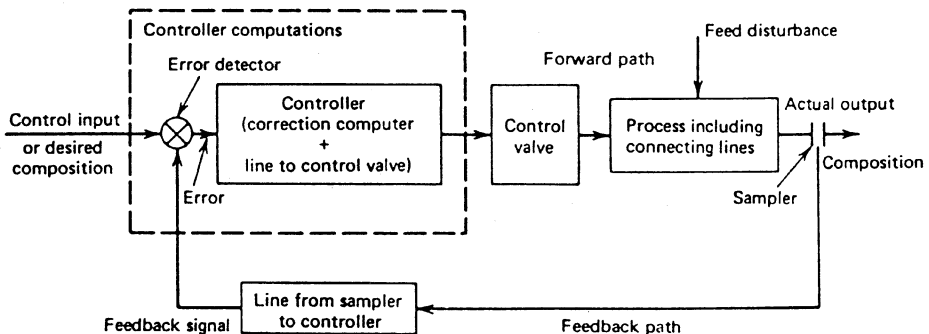 Controller computations
Error detector
Feed disturbance
Forward path
Control input
or desired
composition
Controller
(correction computer
+
line to control valve)
Control
valve
Process including
connecting lines
Actual output
Composition
Error
Sampler
Line from sampler
to controller
Feedback signal
Feedback path